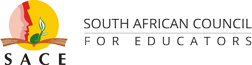 SOUTH AFRICAN COUNCIL
FOR EDUCATORS
SACE